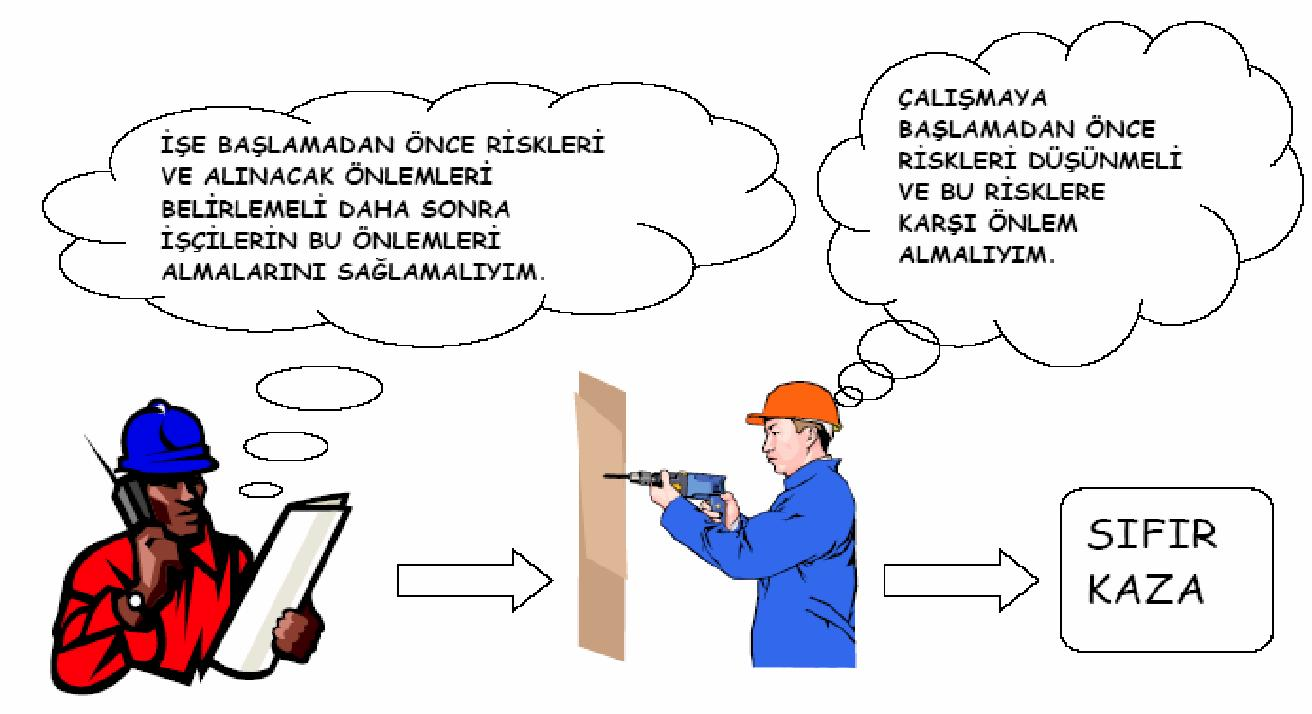 İŞE BAŞLAMADAN ÖNCE RİSKLERİ
VE ALINACAK ÖNLEMLERİ
BELİRLEMELİ DAHA SONRA
İŞÇİLERİN BU ÖNLEMLERİ
ALMALARINI SAĞLAMALIYIM.
ÇALIŞMAYA
BAŞLAMADAN ÖNCE
RİSKLERİ DÜŞÜNMELİ
VE BU RİSKLERE
KARŞI ÖNLEM
ALMALIYIM.
SIFIR
KAZA